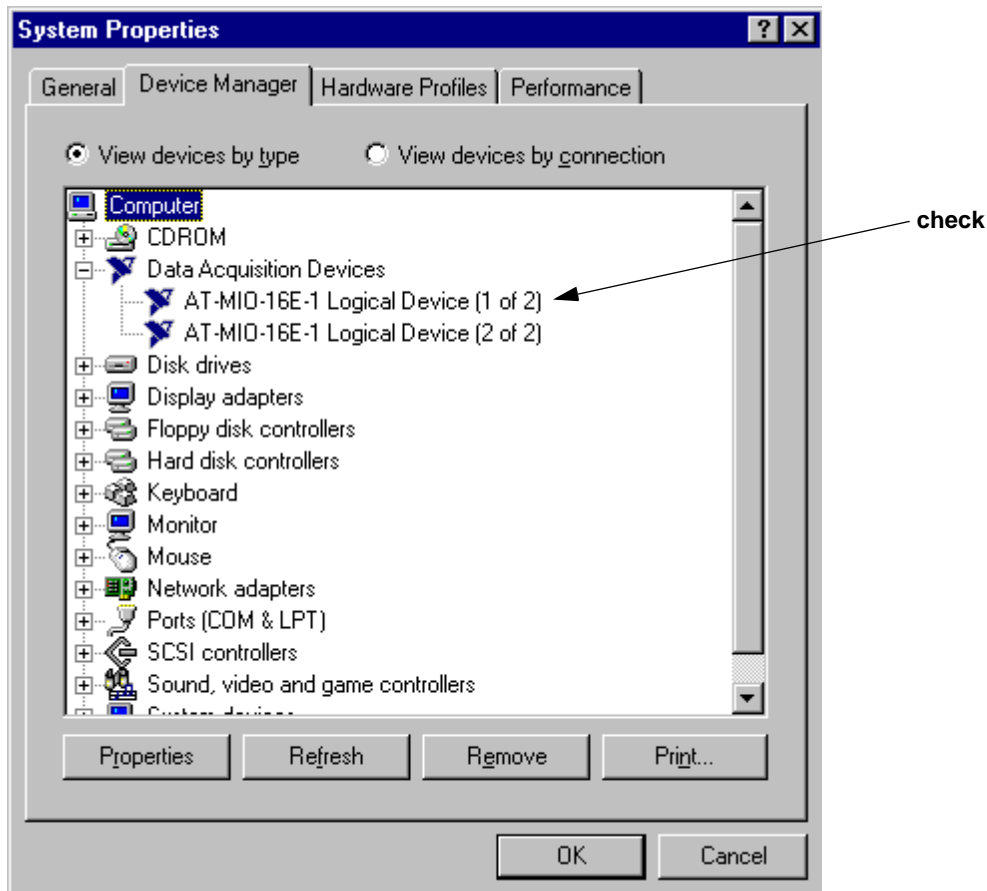 System Properties
General Device Manager Hardware Profiles Performance
View devices by type View devices by connection
Computer
CDROM
check
Data Acquisition Devices
AT-MIO-16E-1 Logical Device (1 of 2)
AT-MIO-16E-1 Logical Device (2 of 2)
Disk drives
Display adapters
Floppy disk controllers
Hard disk controllers
Keyboard
Monitor
Mouse
Network adapters
Ports (COM & LPT)
SCSI controllers
Sound, video and game controllers
System devices
Properties Refresh Remove Print...
OK Cancel